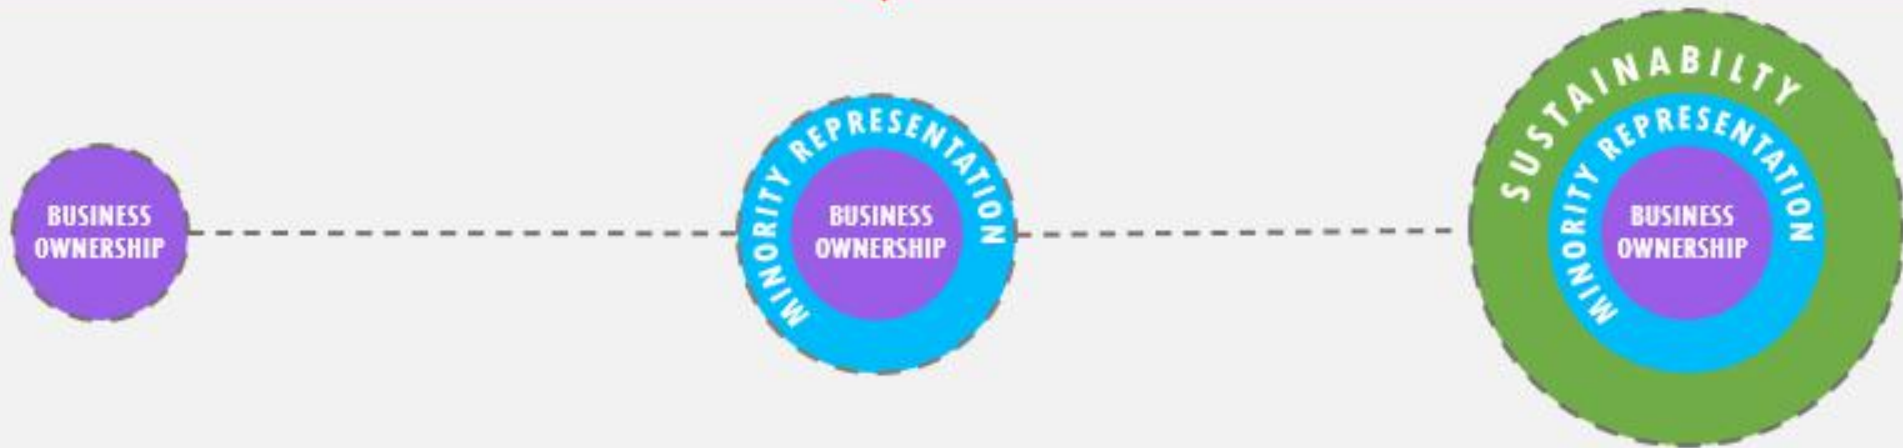 BUSINESS
OWNERSHIP
MINORITY REPRESENTATION
BUSINESS
OWNERSHIP
SUSTAINABILTY
MINORITY REPRESENTATION
BUSINESS
OWNERSHIP